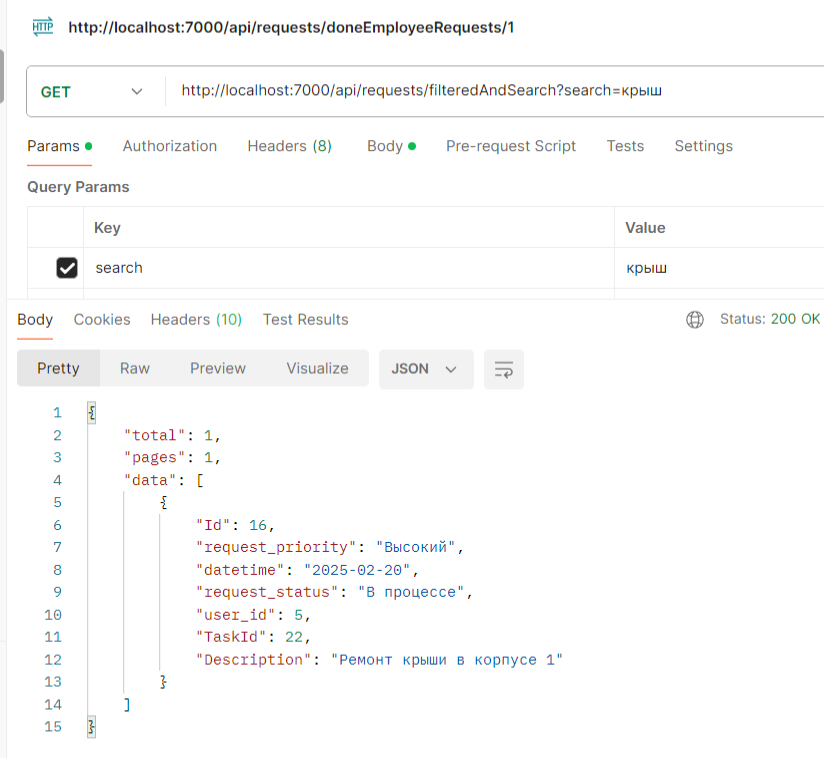 HTTP http://localhost:7000/api/requests/doneEmployeeRequests/1
GET http://localhost:7000/api/requests/filteredAndSearch?search=крыш
Params Authorization Headers (8) Body Pre-request Script Tests Settings
Query Params
Key Value
search крыш
Body Cookies Headers (10) Test Results Status: 200 OK
Pretty Raw Preview Visualize JSON
1 {
2 "total": 1,
3 "pages": 1,
4 "data": [
5 {
6 "Id": 16,
7 "request_priority": "Высокий",
8 "datetime": "2025-02-20",
9 "request_status": "В процессе",
10 "user_id": 5,
11 "TaskId": 22,
12 "Description": "Ремонт крыши в корпусе 1"
13 }
14 ]
15 }